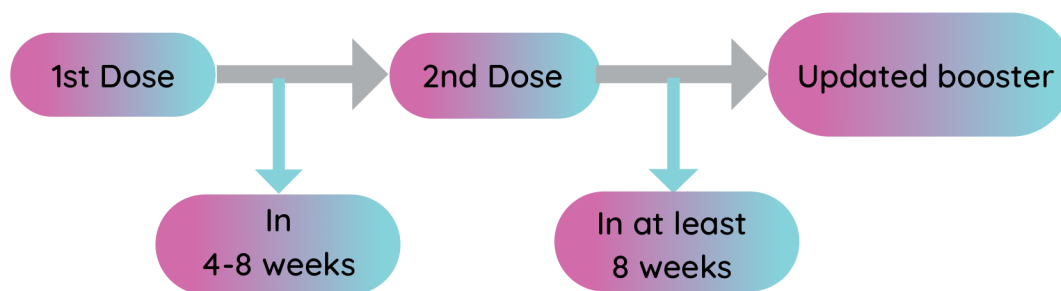 1st Dose
2nd Dose
Updated booster
In
4-8 weeks
In at least
8 weeks